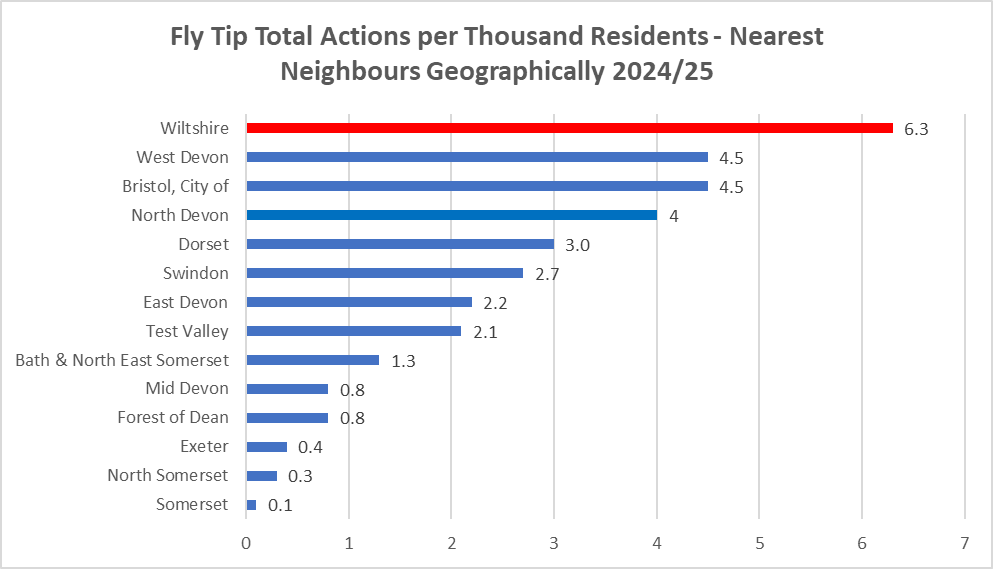 Fly Tip Total Actions per Thousand Residents - Nearest
Neighbours Geographically 2024/25
Wiltshire 6.3
West Devon 4.5
Bristol, City of 4.5
North Devon 4
Dorset 3.0
Swindon 2.7
East Devon 2.2
Test Valley 2.1
Bath & North East Somerset 1.3
Mid Devon 0.8
Forest of Dean 0.8
Exeter 0.4
North Somerset 0.3
Somerset 0.1
0 1 2 3 4 5 6 7